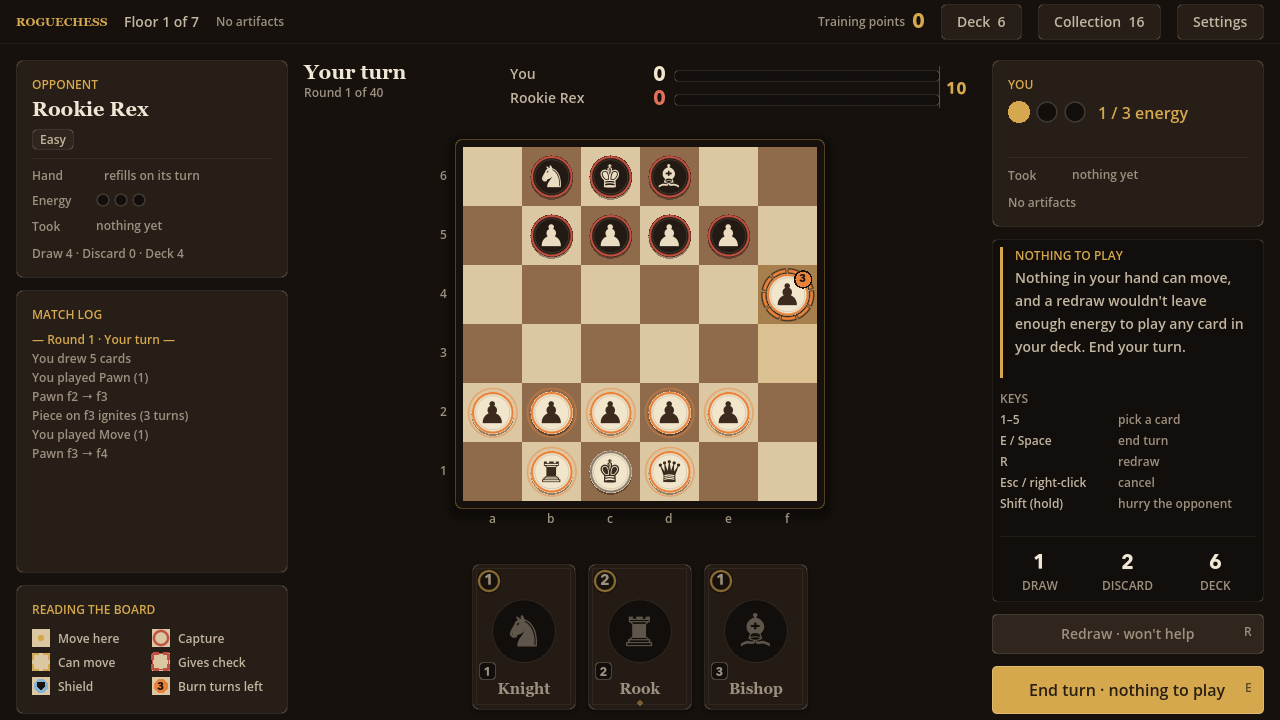 ROGUECHESS Floor 1 of 7 No artifacts Training points 0 Deck 6 Collection 16 Settings
OPPONENT
Rookie Rex
Easy
Hand refills on its turn
Energy
Took nothing yet
Draw 4 · Discard 0 · Deck 4
MATCH LOG
— Round 1 · Your turn —
You drew 5 cards
You played Pawn (1)
Pawn f2 → f3
Piece on f3 ignites (3 turns)
You played Move (1)
Pawn f3 → f4
READING THE BOARD
Move here Capture
Can move Gives check
Shield 3 Burn turns left
Your turn
Round 1 of 40
You 0
Rookie Rex 0
10
6
5
4
3
2
1
3
a b c d e f
1 1 Knight
2 2 Rook
1 3 Bishop
YOU
1 / 3 energy
Took nothing yet
No artifacts
NOTHING TO PLAY
Nothing in your hand can move,
and a redraw wouldn't leave
enough energy to play any card in
your deck. End your turn.
KEYS
1–5 pick a card
E / Space end turn
R redraw
Esc / right-click cancel
Shift (hold) hurry the opponent
1 2 6
DRAW DISCARD DECK
Redraw · won't help R
End turn · nothing to play E